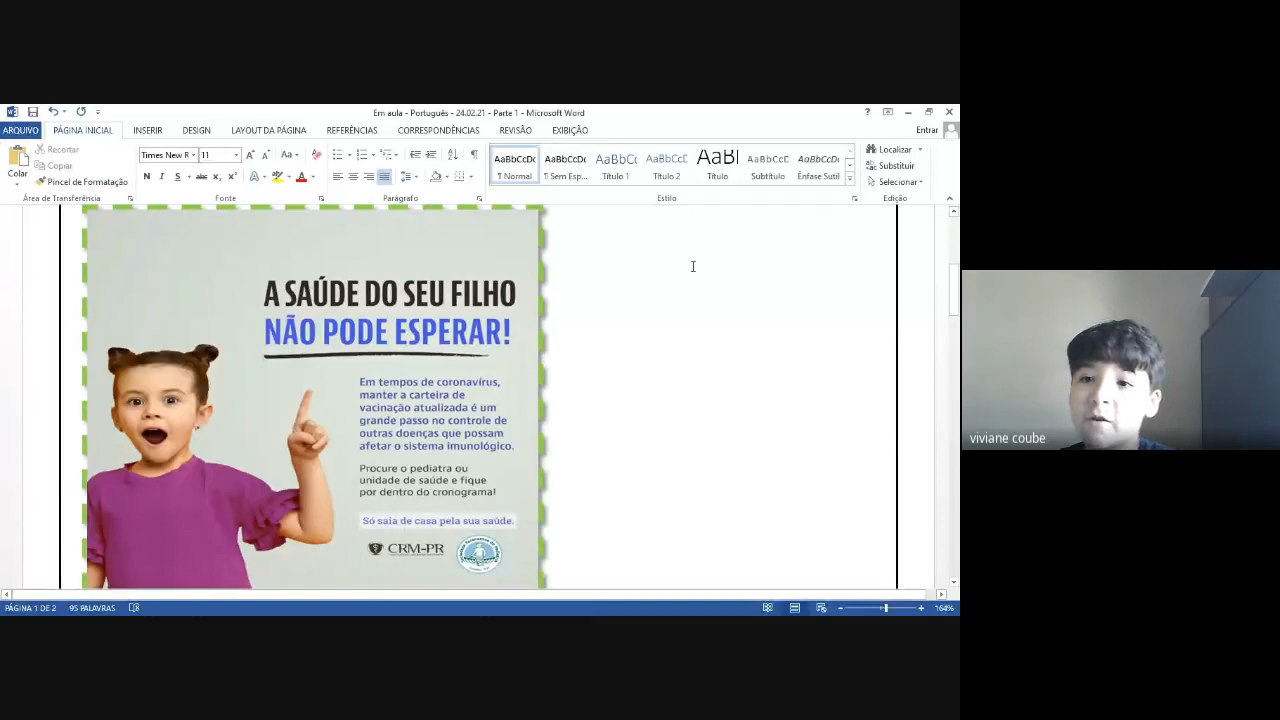 Em aula - Português - 24.02.21 - Parte 1 - Microsoft Word
ARQUIVO PÁGINA INICIAL INSERIR DESIGN LAYOUT DA PÁGINA REFERÊNCIAS CORRESPONDÊNCIAS REVISÃO EXIBIÇÃO Entrar
Colar
Recortar
Copiar
Pincel de Formatação
Times New R 11
AaBbCcDc AaBbCcDc AaBbCc AaBbCcD AaBl AaBbCcD AaBbCcDc
¶ Normal ¶ Sem Esp... Título 1 Título 2 Título Subtítulo Ênfase Sutil
Localizar
Substituir
Selecionar
Área de Transferência Fonte Parágrafo Estilo Edição
A SAÚDE DO SEU FILHO
NÃO PODE ESPERAR!
Em tempos de coronavírus,
manter a carteira de
vacinação atualizada é um
grande passo no controle de
outras doenças que possam
afetar o sistema imunológico.
Procure o pediatra ou
unidade de saúde e fique
por dentro do cronograma!
Só saia de casa pela sua saúde.
CRM-PR
PÁGINA 1 DE 2 95 PALAVRAS 164%
viviane coube